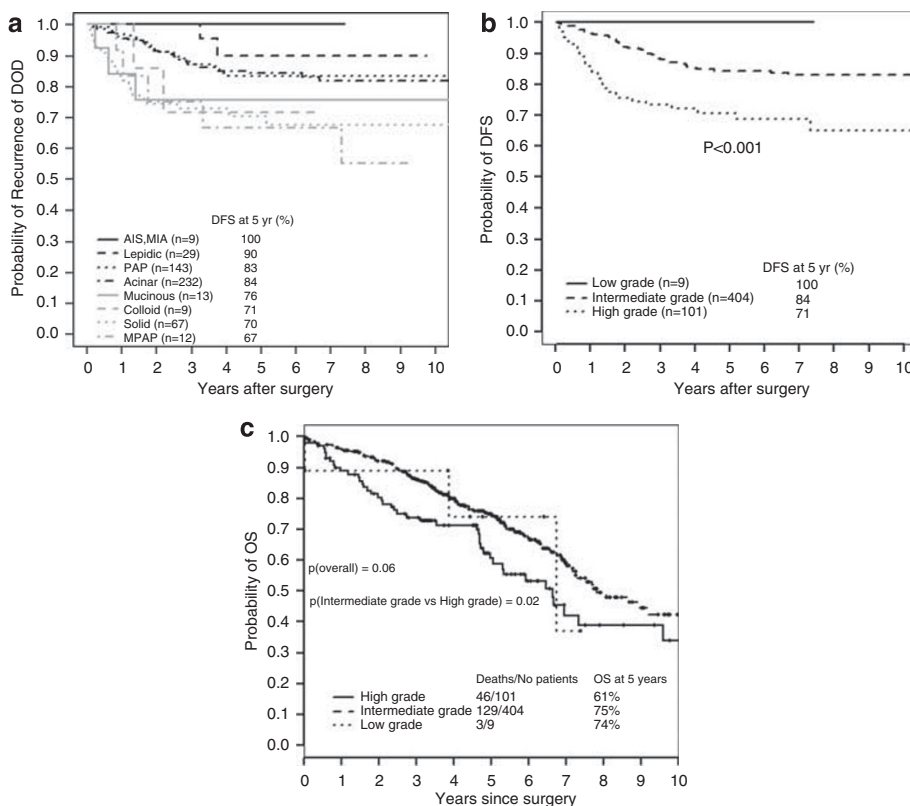 a
Probability of Recurrence of DOD
1.0
0.9
0.8
0.7
0.6
0.5
0.4
0.3
0.2
0.1
0.0
DFS at 5 yr (%)
AIS,MIA (n=9) 100
Lepidic (n=29) 90
PAP (n=143) 83
Acinar (n=232) 84
Mucinous (n=13) 76
Colloid (n=9) 71
Solid (n=67) 70
MPAP (n=12) 67
0 1 2 3 4 5 6 7 8 9 10
Years after surgery
b
Probability of DFS
1.0
0.9
0.8
0.7
0.6
0.5
0.4
0.3
0.2
0.1
0.0
P<0.001
DFS at 5 yr (%)
Low grade (n=9) 100
Intermediate grade (n=404) 84
High grade (n=101) 71
0 1 2 3 4 5 6 7 8 9 10
Years after surgery
c
Probability of OS
1.0
0.9
0.8
0.7
0.6
0.5
0.4
0.3
0.2
0.1
0.0
p(overall) = 0.06
p(Intermediate grade vs High grade) = 0.02
Deaths/No patients OS at 5 years
High grade 46/101 61%
Intermediate grade 129/404 75%
Low grade 3/9 74%
0 1 2 3 4 5 6 7 8 9 10
Years since surgery